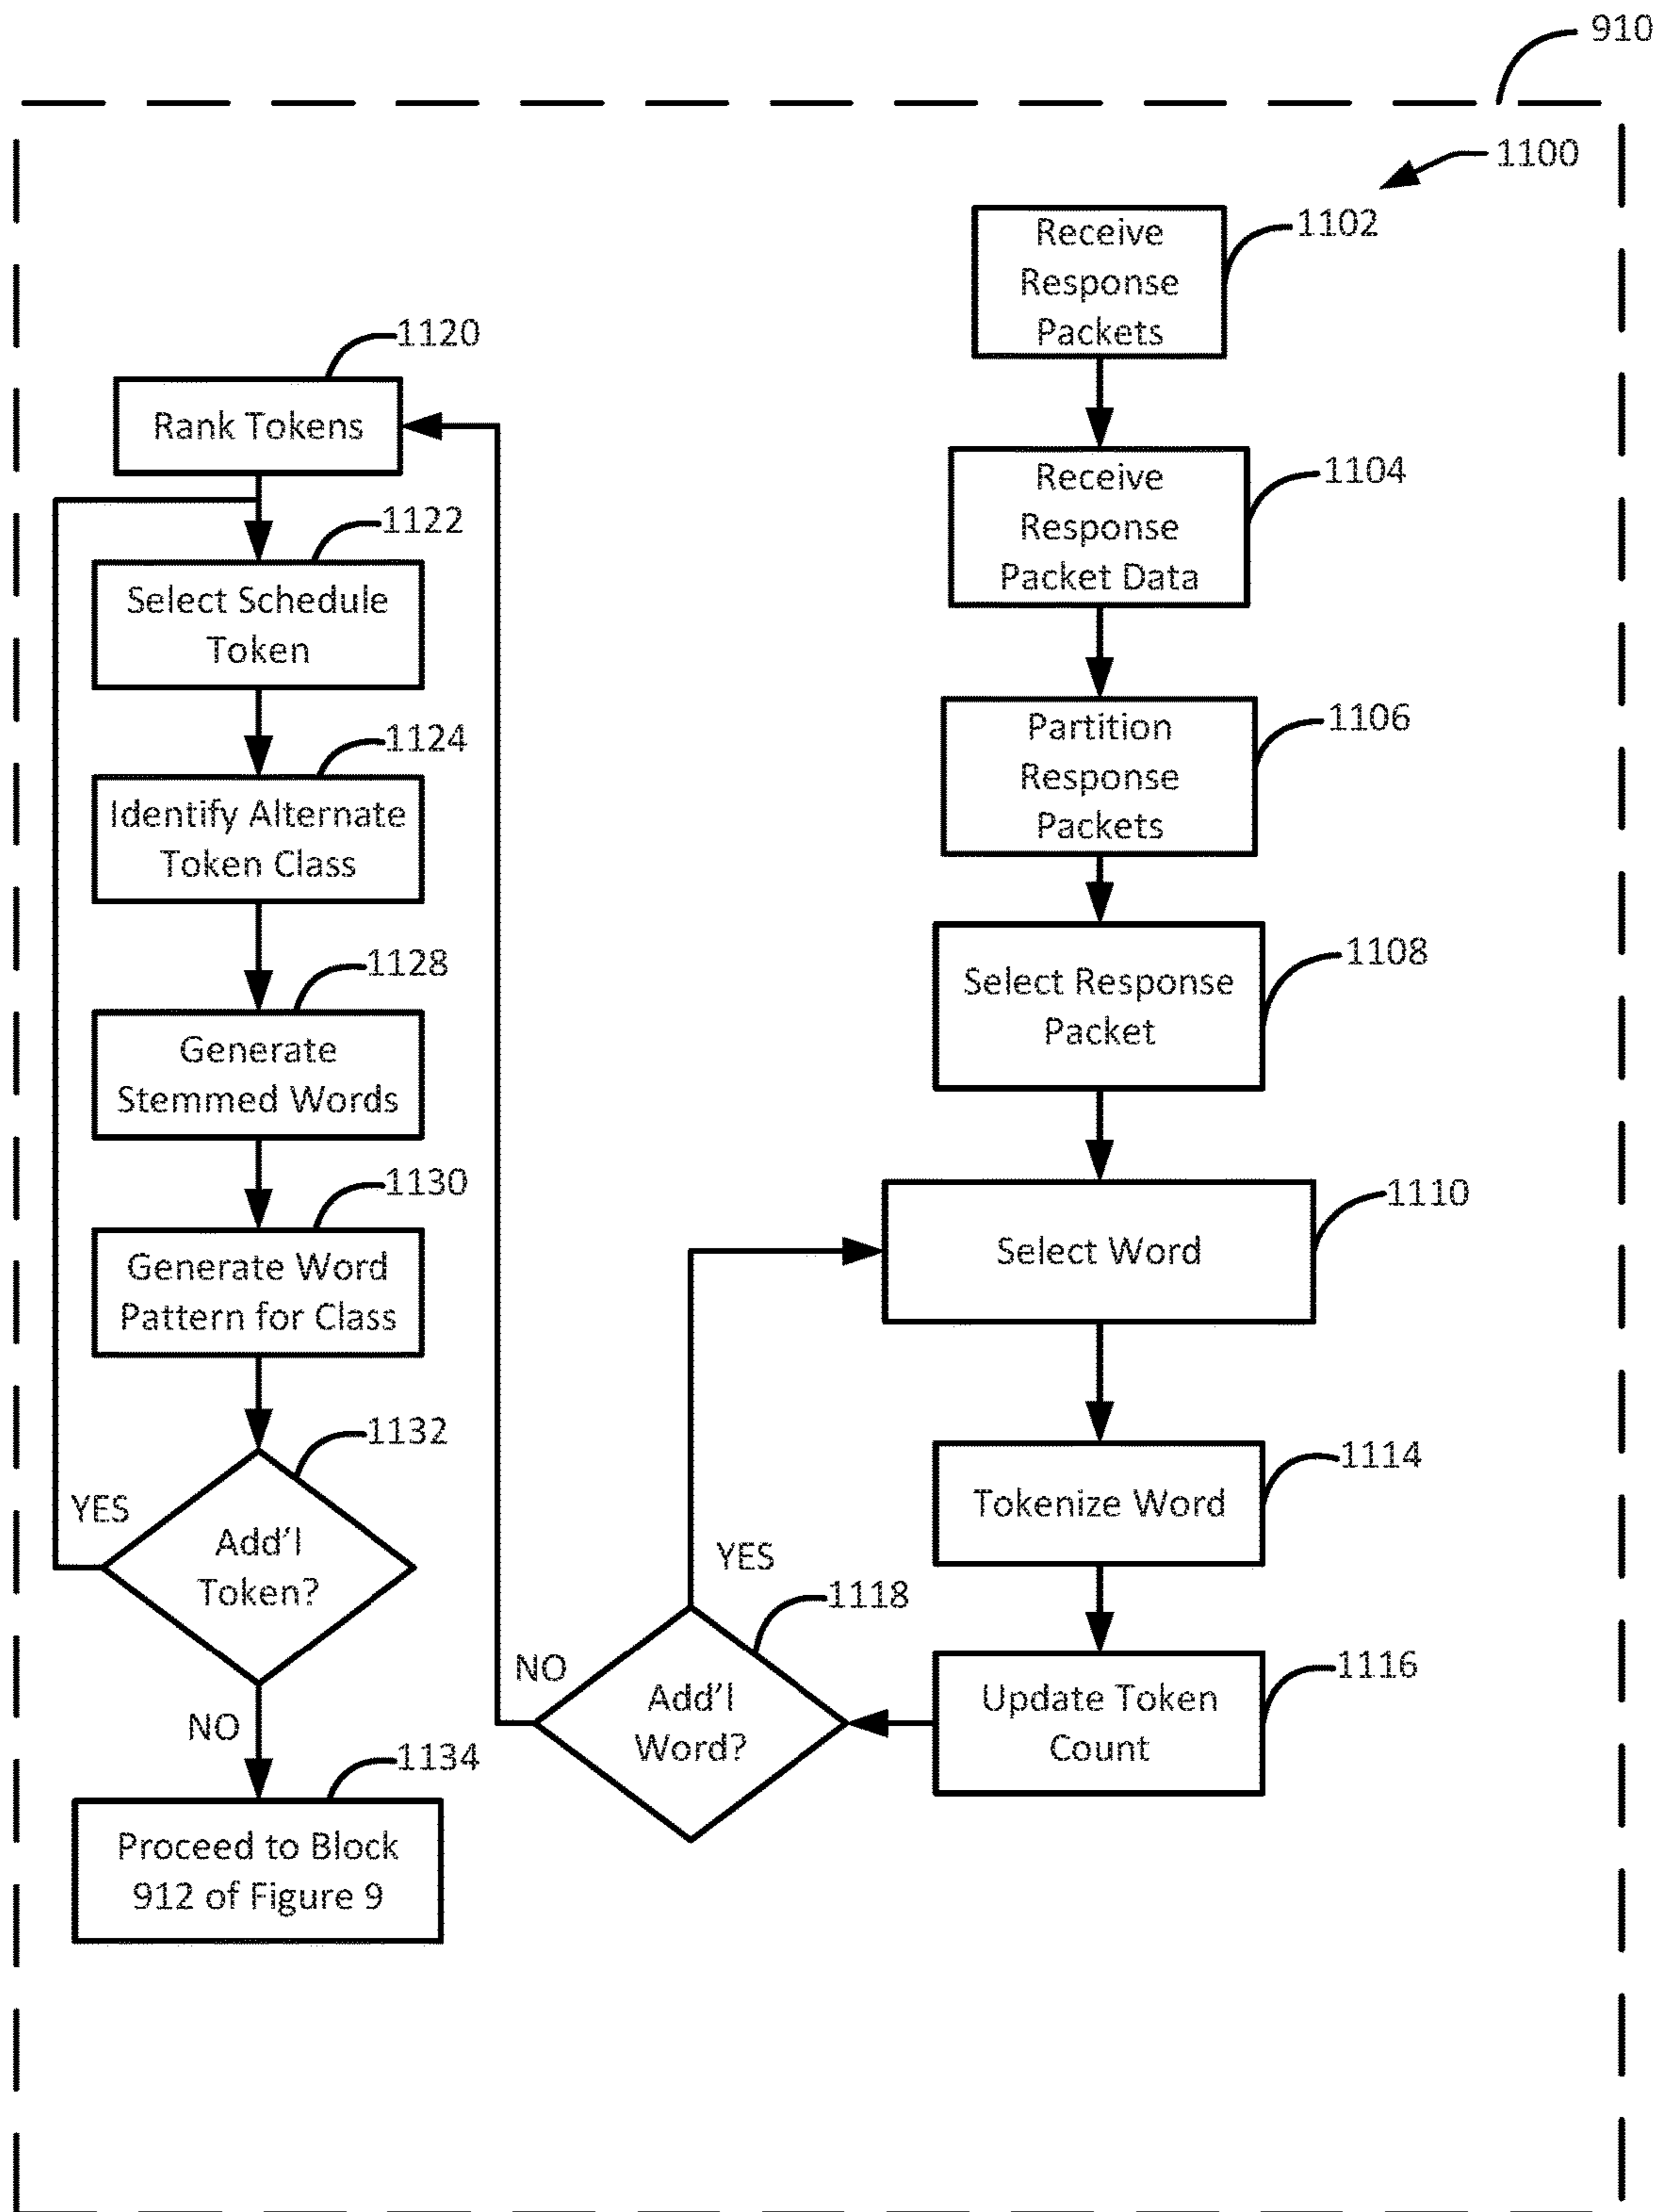 910
1100
Receive
Response
Packets
1102
Receive
Response
Packet Data
1104
Partition
Response
Packets
1106
Select Response
Packet
1108
Select Word
1110
Tokenize Word
1114
Update Token
Count
1116
Add'l
Word?
1118
YES
NO
Rank Tokens
1120
Select Schedule
Token
1122
Identify Alternate
Token Class
1124
Generate
Stemmed Words
1128
Generate Word
Pattern for Class
1130
Add'l
Token?
1132
YES
NO
Proceed to Block
912 of Figure 9
1134